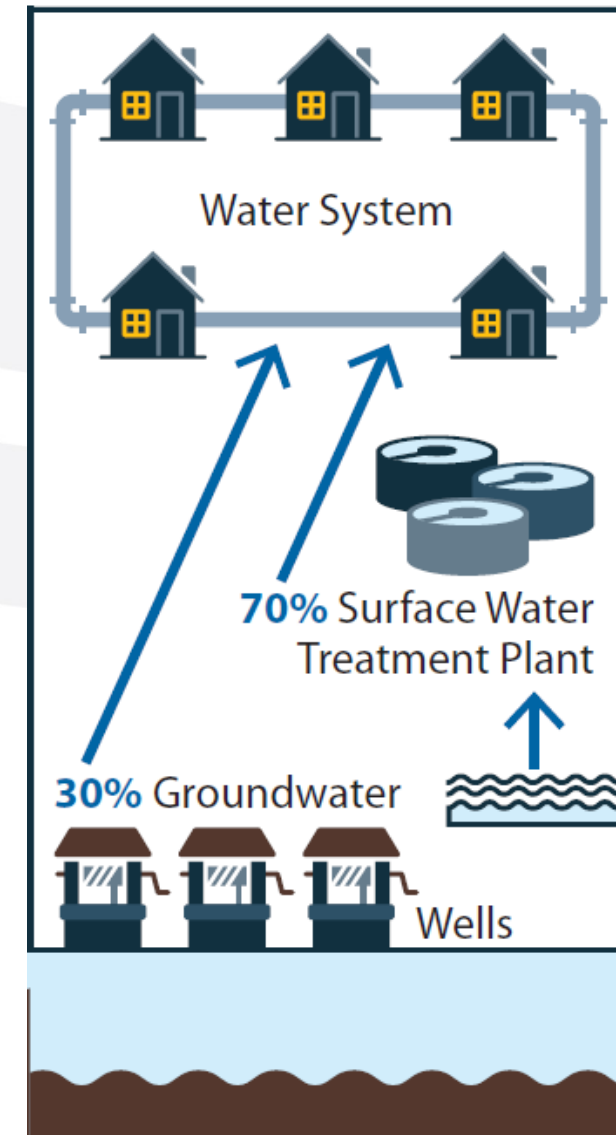 Water System
70% Surface Water
Treatment Plant
30% Groundwater
Wells